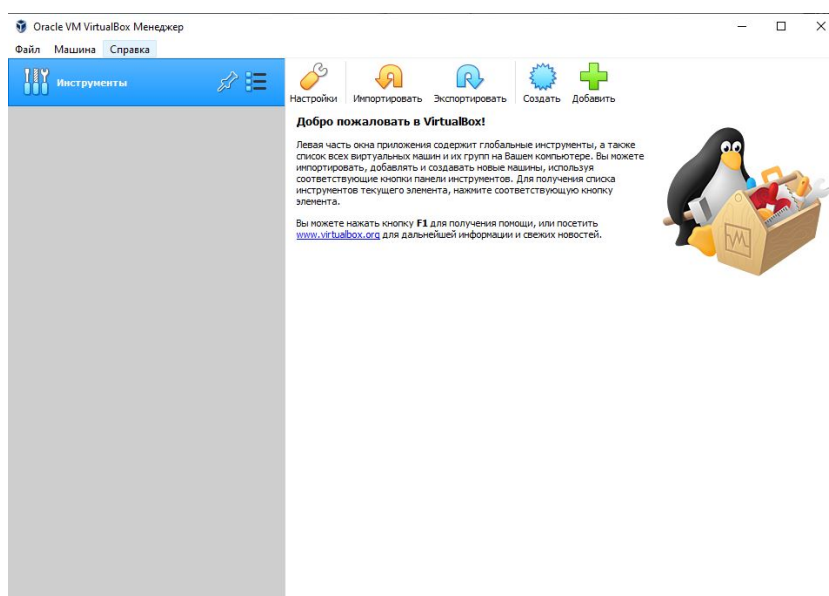 Oracle VM VirtualBox Менеджер
Файл Машина Справка
Инструменты
Настройки Импортировать Экспортировать Создать Добавить
Добро пожаловать в VirtualBox!
Левая часть окна приложения содержит глобальные инструменты, а также
список всех виртуальных машин и их групп на Вашем компьютере. Вы можете
импортировать, добавлять и создавать новые машины, используя
соответствующие кнопки панели инструментов. Для получения списка
инструментов текущего элемента, нажмите соответствующую кнопку
элемента.
Вы можете нажать кнопку F1 для получения помощи, или посетить
www.virtualbox.org для дальнейшей информации и свежих новостей.